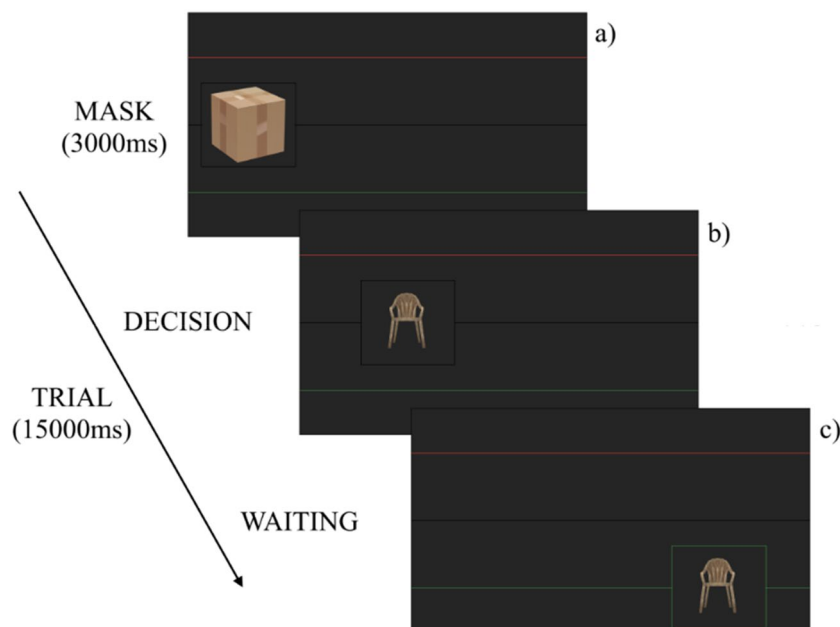 a)
MASK
(3000ms)
b)
DECISION
TRIAL
(15000ms)
c)
WAITING